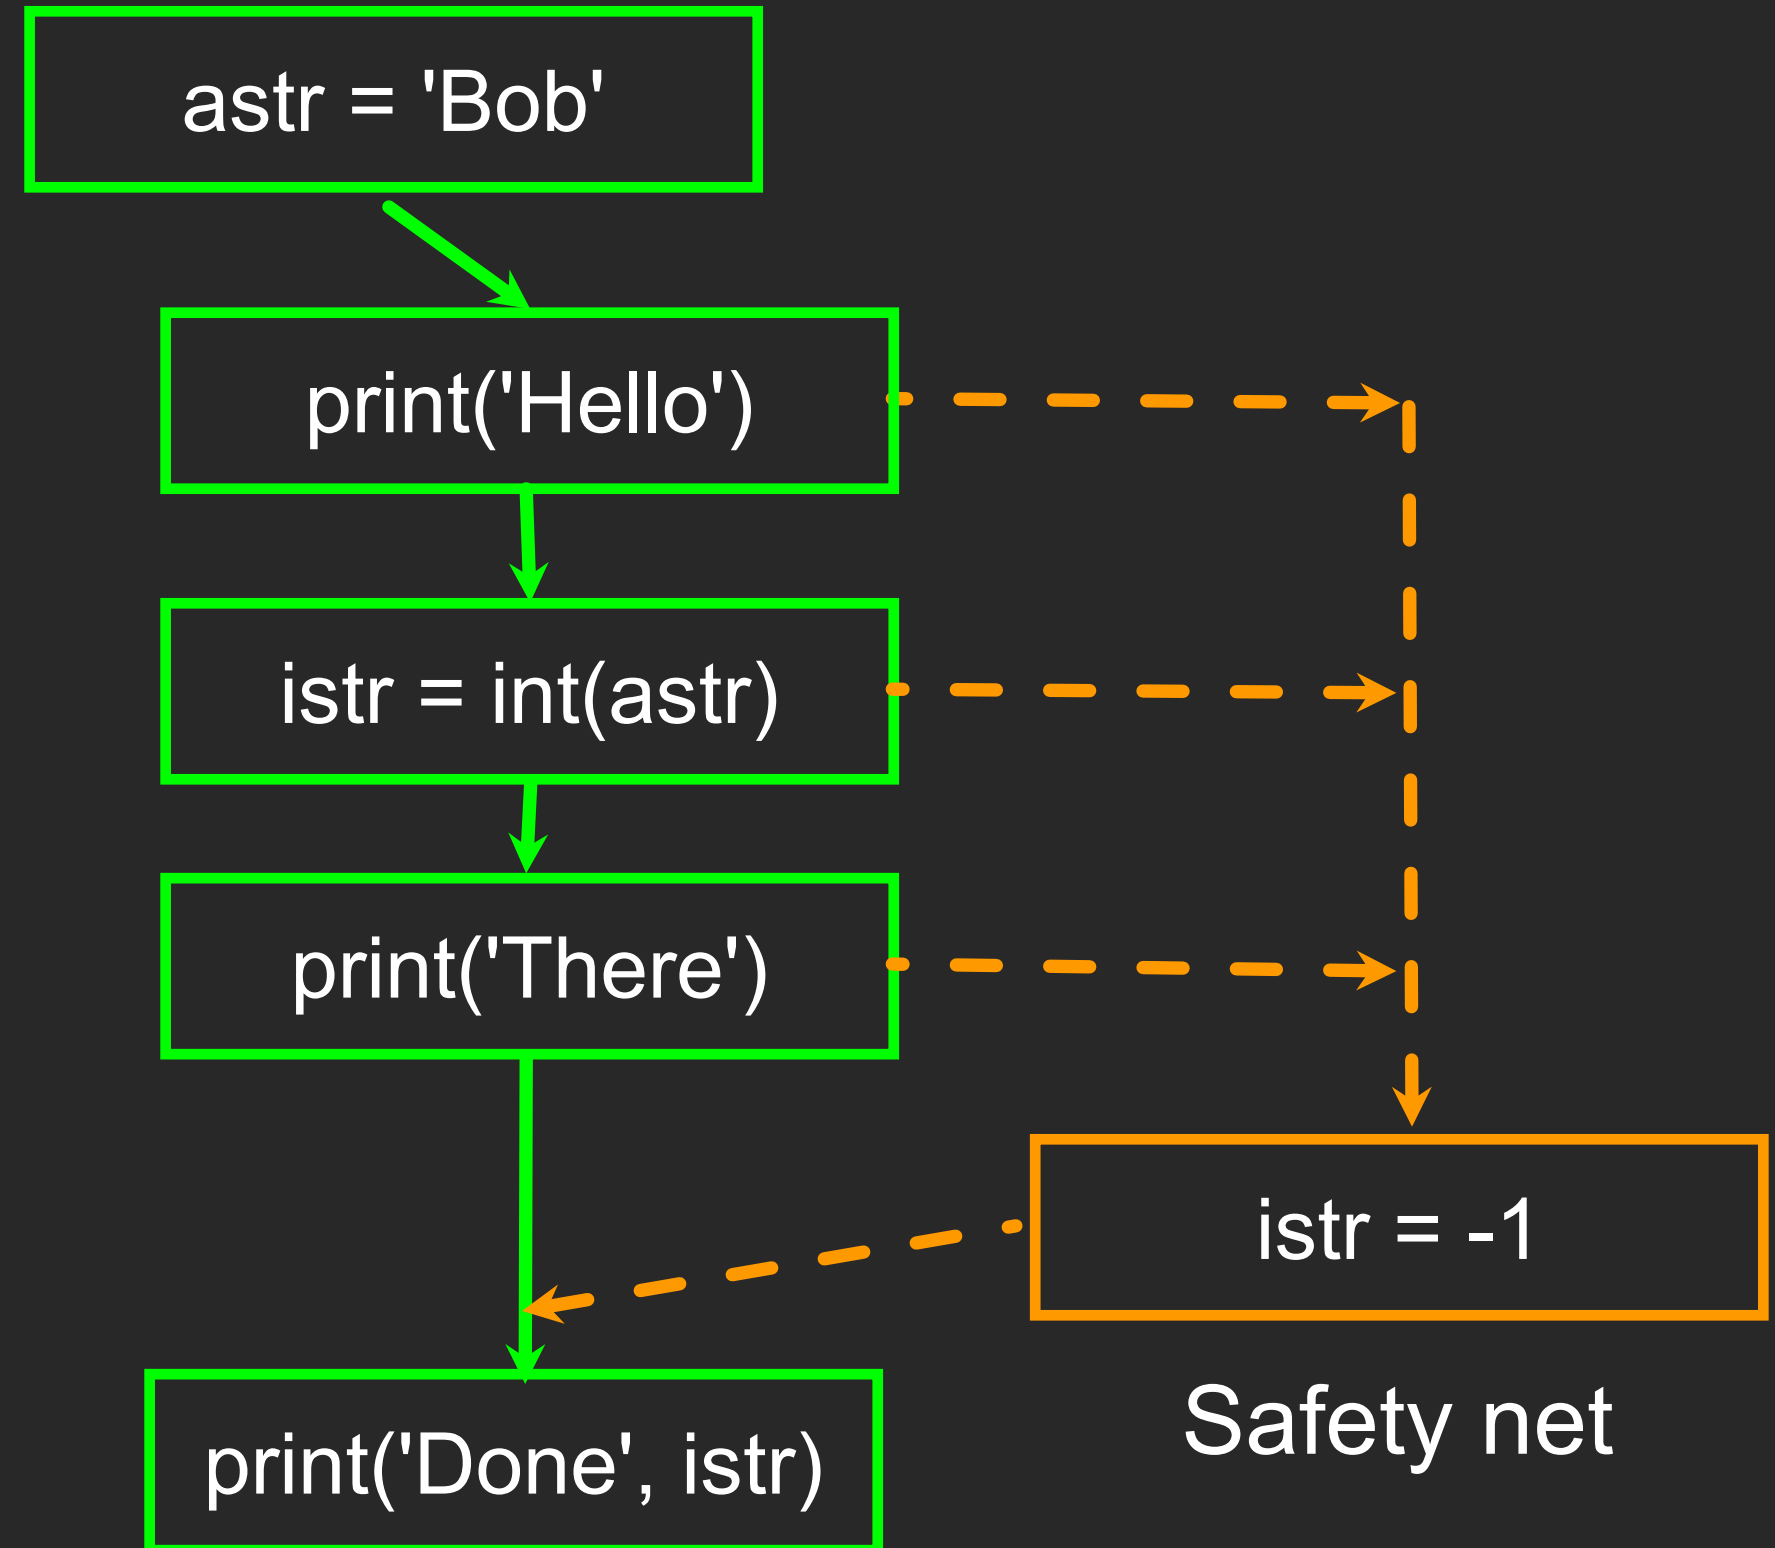 astr = 'Bob'
print('Hello')
istr = int(astr)
print('There')
istr = -1
Safety net
print('Done', istr)